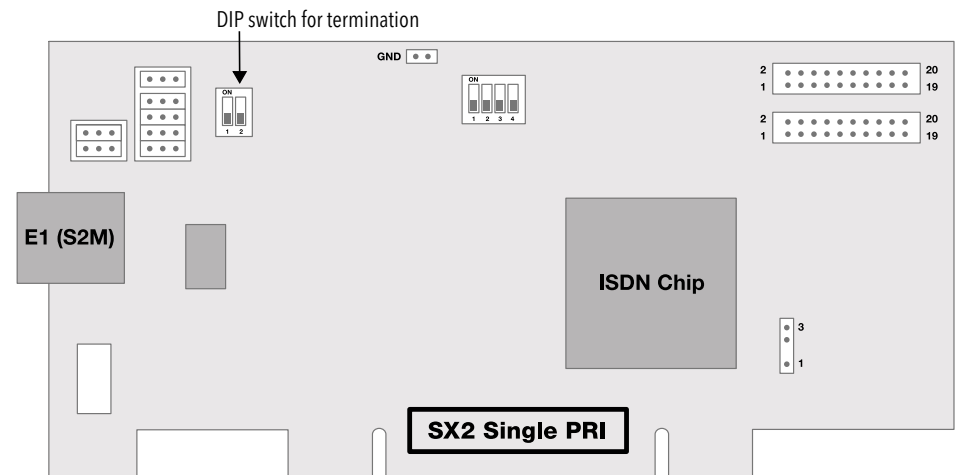 DIP switch for termination
GND
ON
1 2
ON
1 2 3 4
2 20
1 19
2 20
1 19
E1 (S2M)
ISDN Chip
3
1
SX2 Single PRI